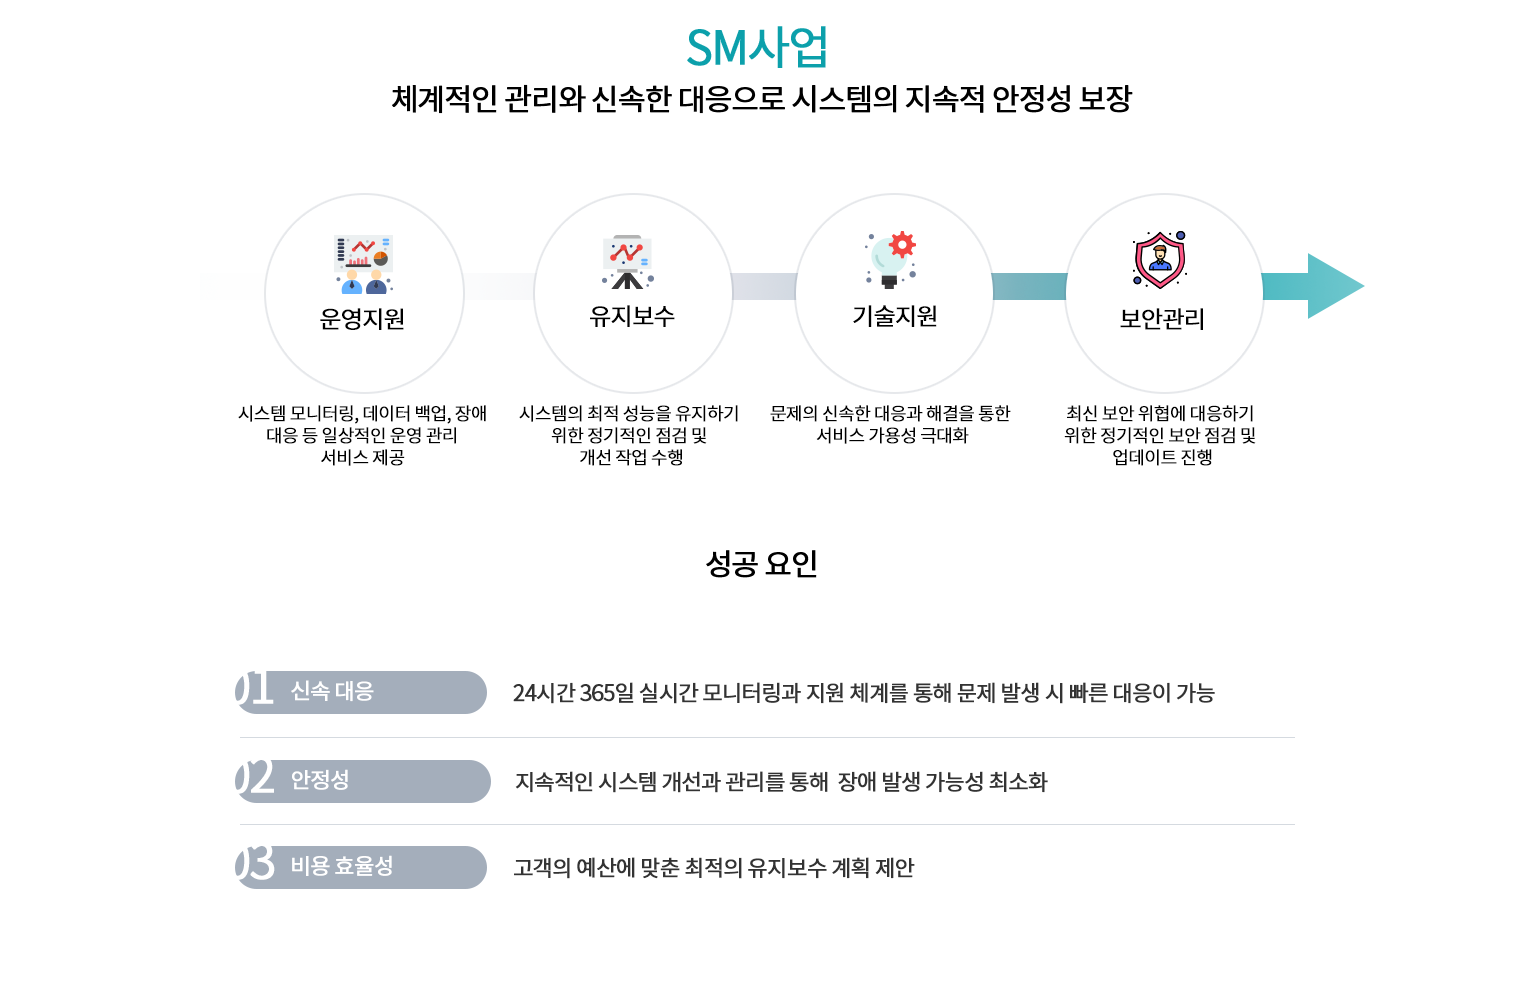 SM사업
체계적인 관리와 신속한 대응으로 시스템의 지속적 안정성 보장
운영지원
유지보수
기술지원
보안관리
시스템 모니터링, 데이터 백업, 장애
대응 등 일상적인 운영 관리
서비스 제공
시스템의 최적 성능을 유지하기
위한 정기적인 점검 및
개선 작업 수행
문제의 신속한 대응과 해결을 통한
서비스 가용성 극대화
최신 보안 위협에 대응하기
위한 정기적인 보안 점검 및
업데이트 진행
성공 요인
01 신속 대응
24시간 365일 실시간 모니터링과 지원 체계를 통해 문제 발생 시 빠른 대응이 가능
02 안정성
지속적인 시스템 개선과 관리를 통해 장애 발생 가능성 최소화
03 비용 효율성
고객의 예산에 맞춘 최적의 유지보수 계획 제안